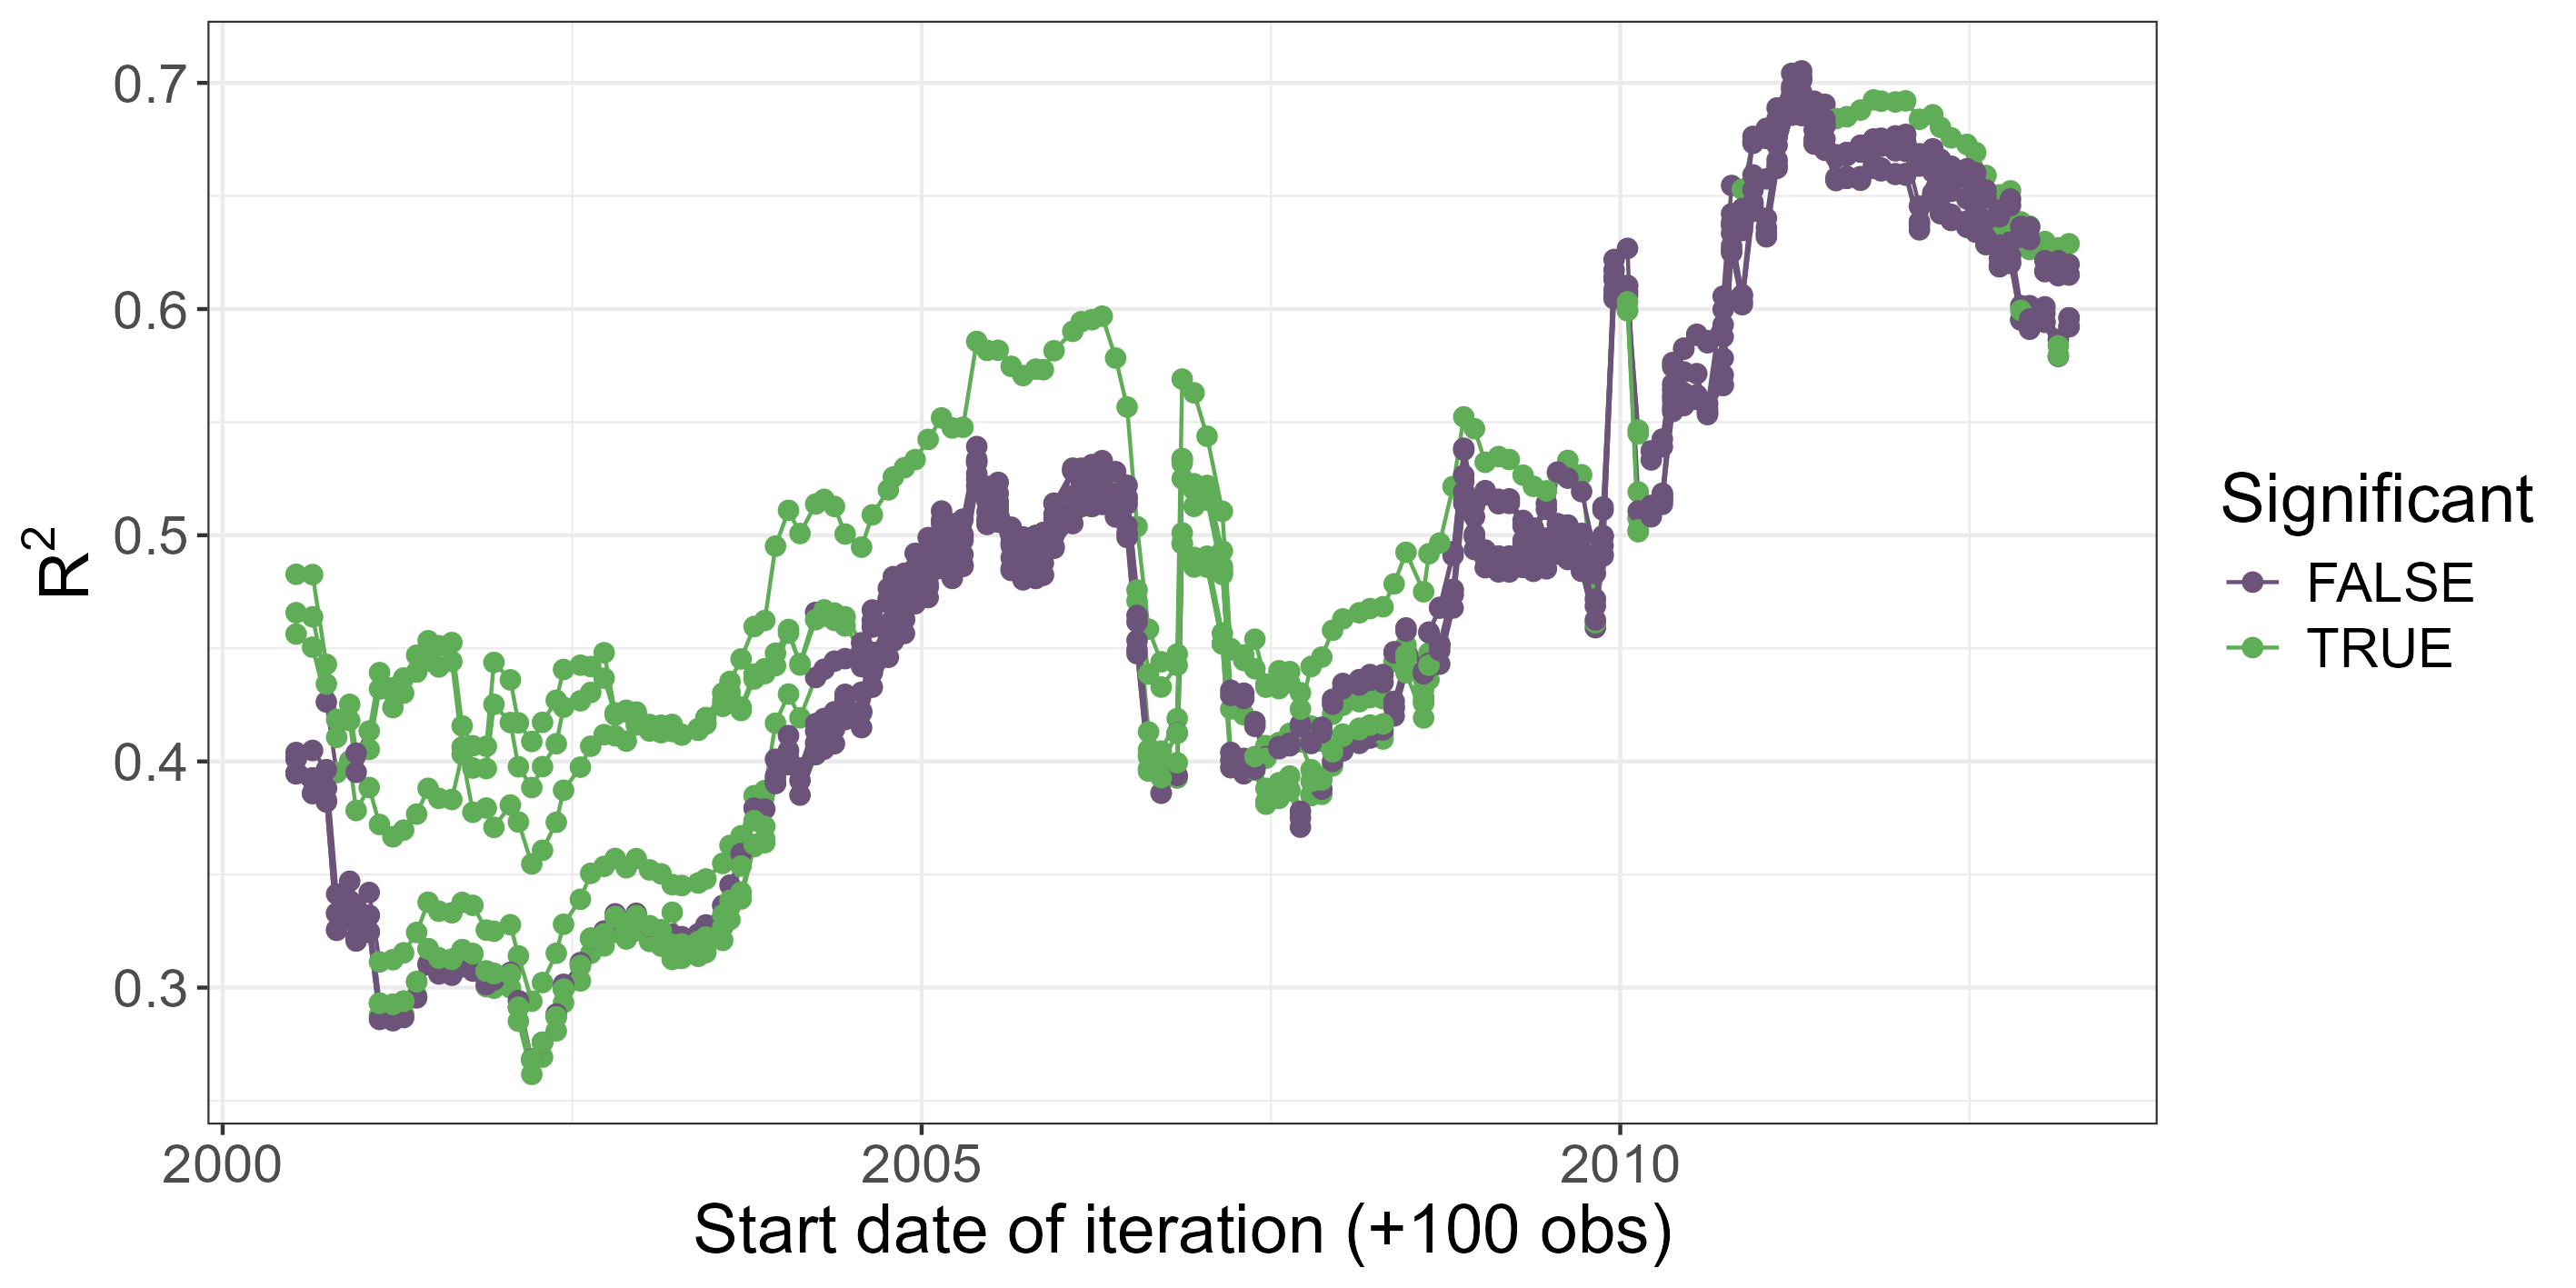 0.7
0.6
0.5
0.4
0.3
R²
2000
2005
2010
Start date of iteration (+100 obs)
Significant
FALSE
TRUE